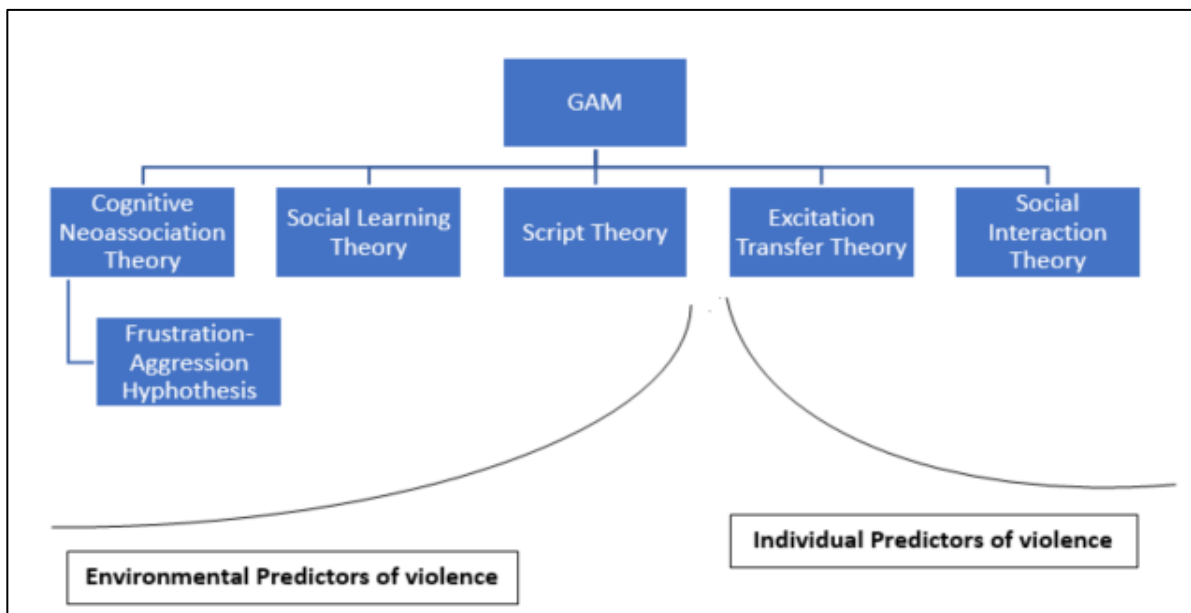 GAM
Cognitive
Neoassociation
Theory
Social Learning
Theory
Script Theory
Excitation
Transfer Theory
Social
Interaction
Theory
Frustration-
Aggression
Hyphothesis
Environmental Predictors of violence
Individual Predictors of violence